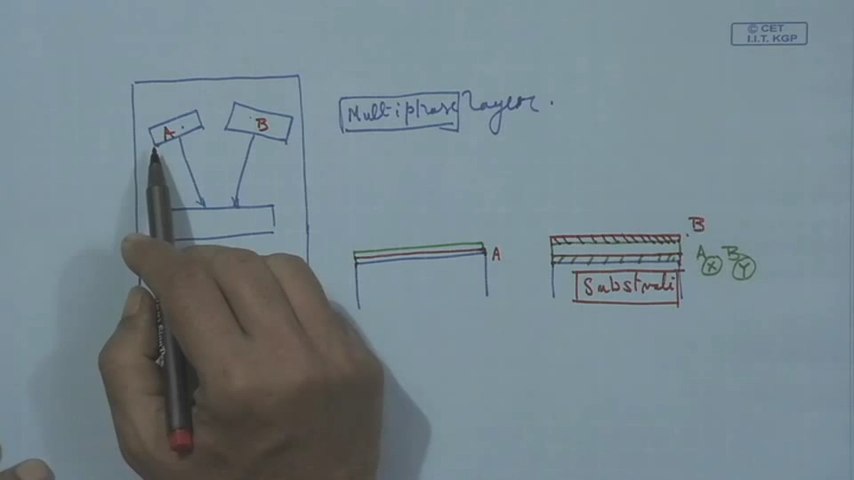 © CET
I.I.T. KGP
A B
Multiphase Layer.
B
A
A X B Y
Substrate